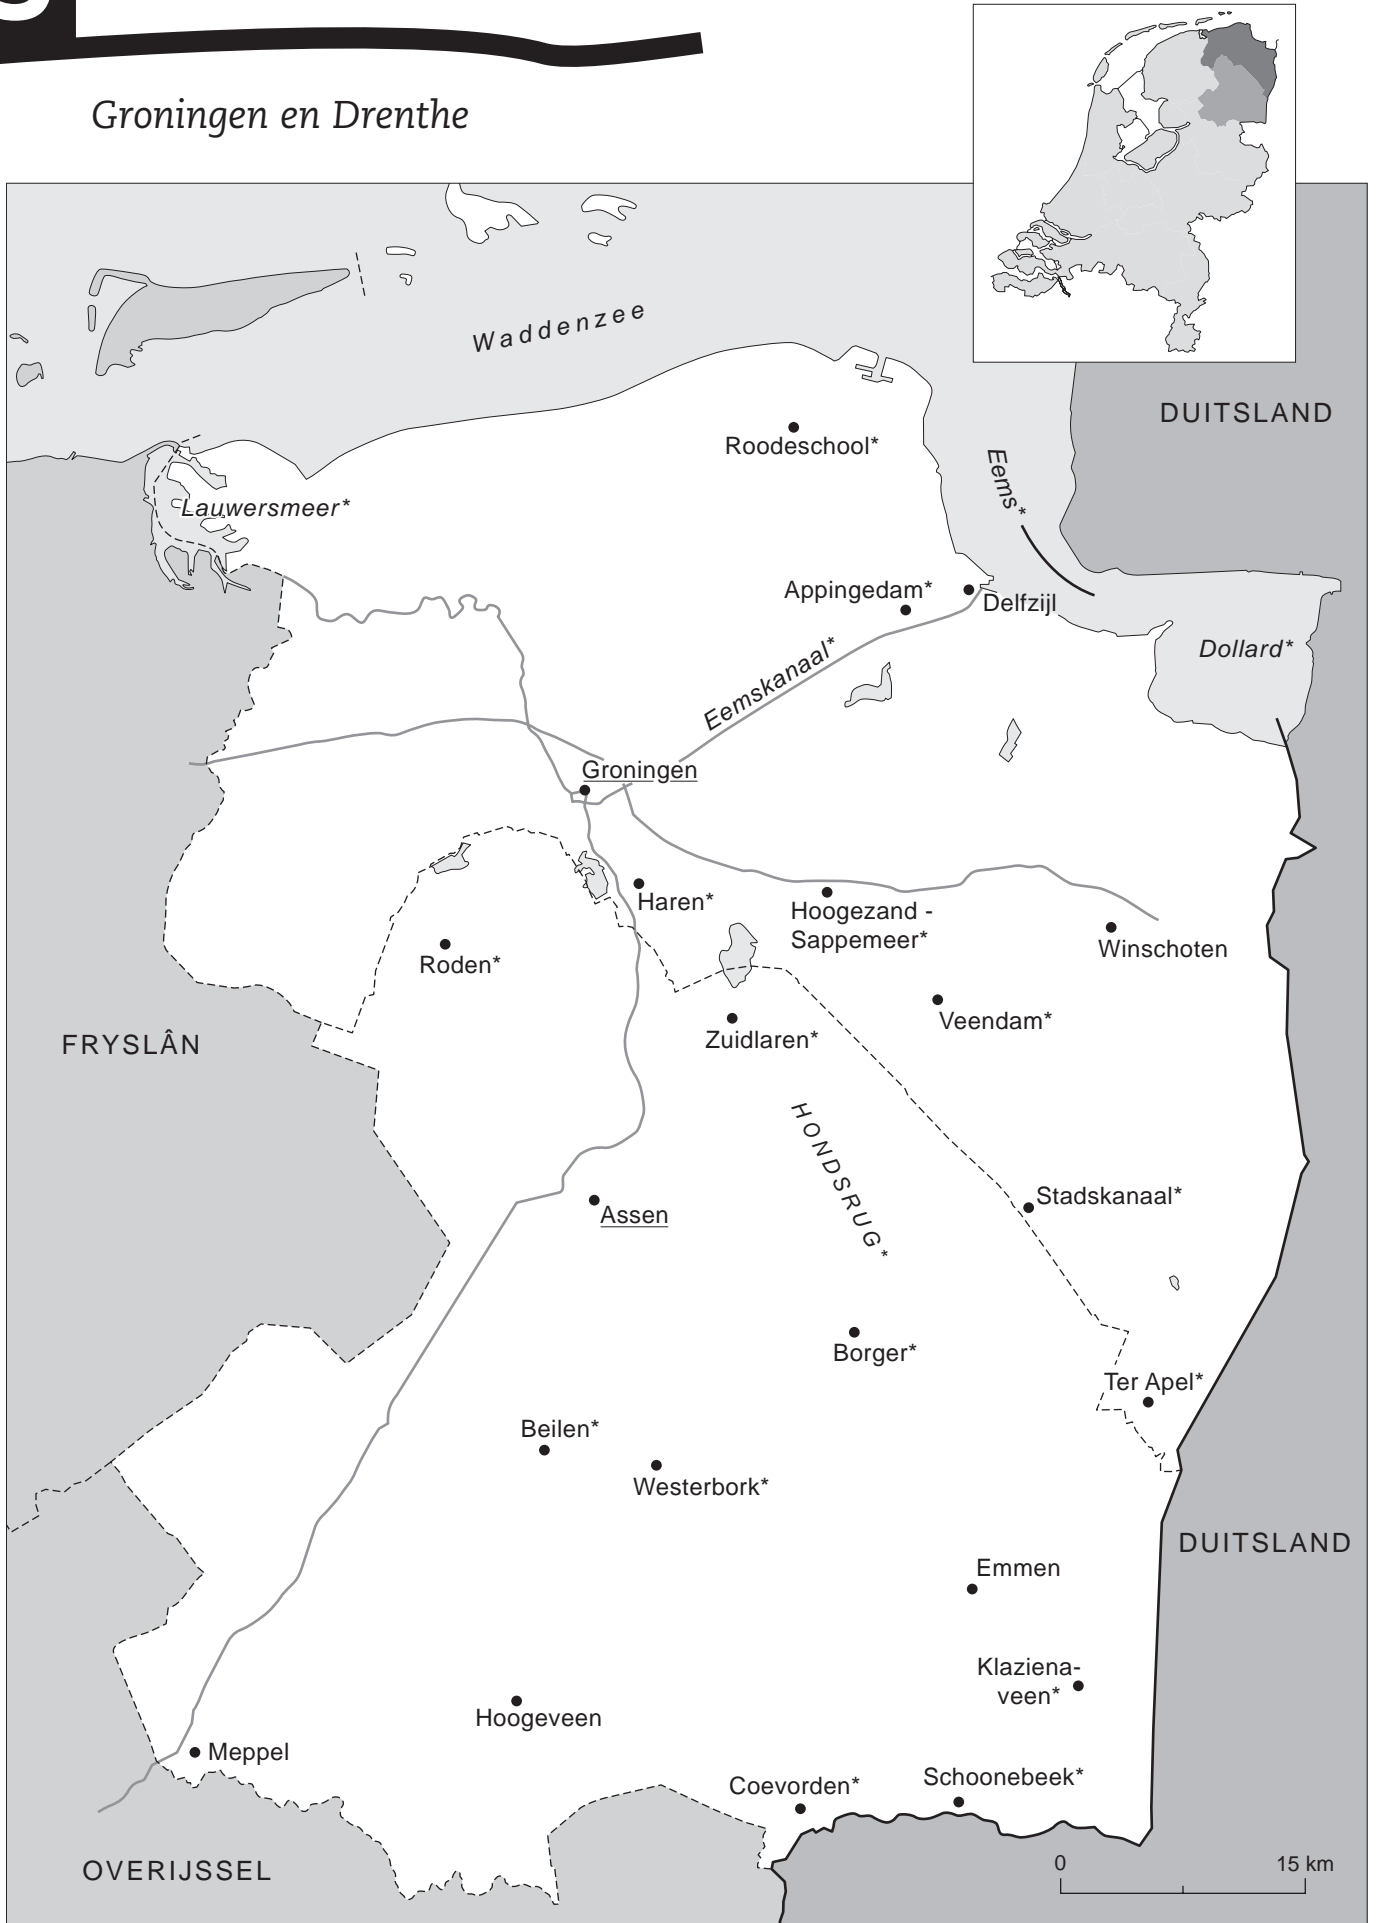 Groningen en Drenthe
Waddenzee
DUITSLAND
Roodeschool*
Eems*
Lauwersmeer*
Appingedam*
Delfzijl
Dollard*
Eemskanaal*
Groningen
Haren*
Hoogezand -
Sappemeer*
Winschoten
Roden*
Veendam*
Zuidlaren*
FRYSLÂN
HONDSRUG*
Stadskanaal*
Assen
Borger*
Ter Apel*
Beilen*
Westerbork*
DUITSLAND
Emmen
Klaziena-
veen*
Hoogeveen
Meppel
Coevorden*
Schoonebeek*
OVERIJSSEL
0 15 km